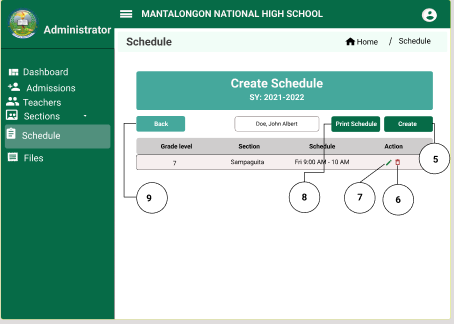 MANTALONGON NATIONAL HIGH SCHOOL
Administrator
Schedule
Home / Schedule
Dashboard
Admissions
Teachers
Sections
Schedule
Files
Create Schedule
SY: 2021-2022
Back
Doe, John Albert
Print Schedule
Create
Grade level Section Schedule Action
7 Sampaguita Fri 9:00 AM - 10 AM
5
9
8
7
6